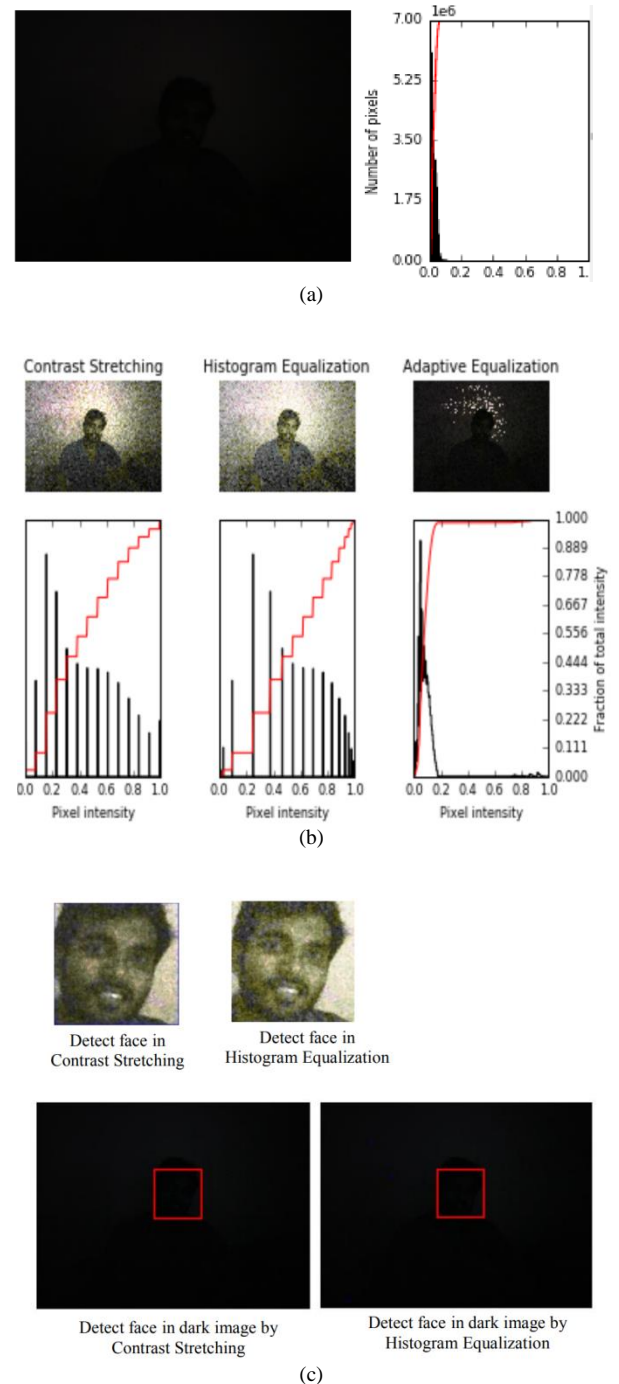 1e6
7.00
5.25
3.50
1.75
0.00
Number of pixels
0.0 0.2 0.4 0.6 0.8 1.
(a)
Contrast Stretching Histogram Equalization Adaptive Equalization
1.000
0.889
0.778
0.667
0.556
0.444
0.333
0.222
0.111
0.000
Fraction of total intensity
0.0 0.2 0.4 0.6 0.8 1.0
0.0 0.2 0.4 0.6 0.8 1.0
0.0 0.2 0.4 0.6 0.8 1.0
Pixel intensity Pixel intensity Pixel intensity
(b)
Detect face in
Contrast Stretching
Detect face in
Histogram Equalization
Detect face in dark image by
Contrast Stretching
Detect face in dark image by
Histogram Equalization
(c)